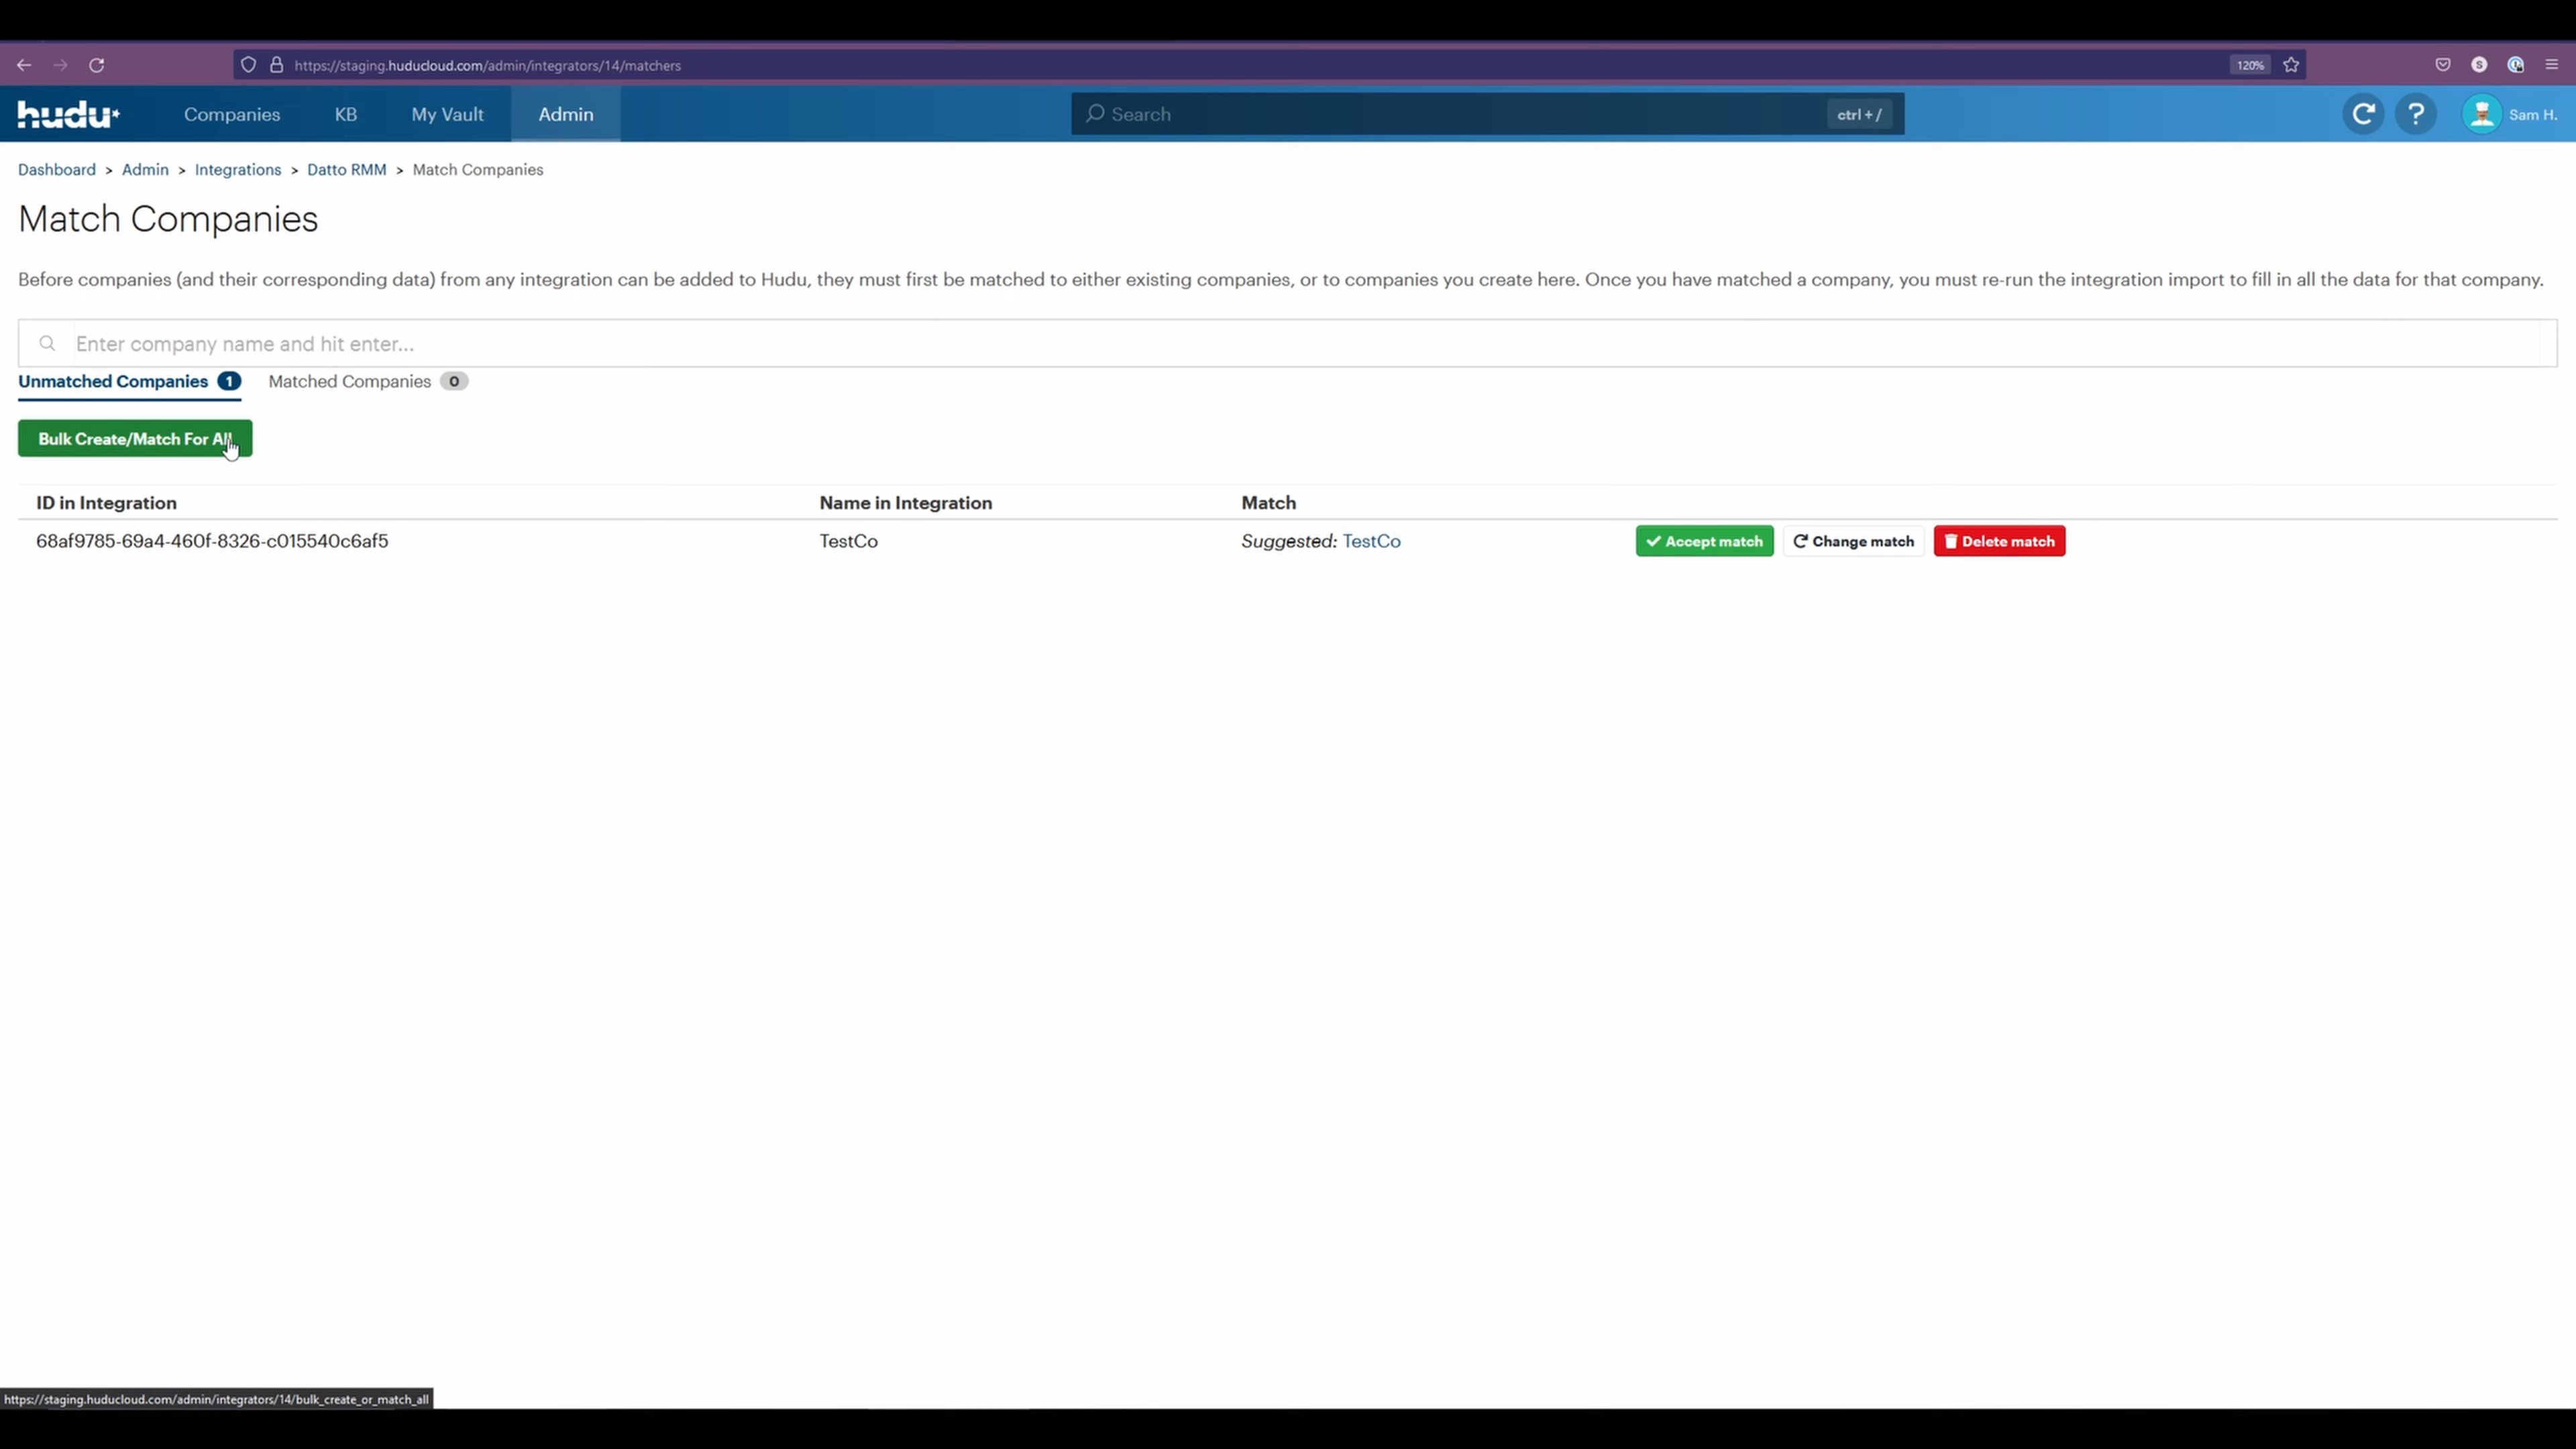 https://staging.huducloud.com/admin/integrators/14/matchers
120%
S
hudu
Companies
KB
My Vault
Admin
Search
ctrl + /
?
Sam H.
Dashboard > Admin > Integrations > Datto RMM > Match Companies
Match Companies
Before companies (and their corresponding data) from any integration can be added to Hudu, they must first be matched to either existing companies, or to companies you create here. Once you have matched a company, you must re-run the integration import to fill in all the data for that company.
Enter company name and hit enter...
Unmatched Companies 1 Matched Companies 0
Bulk Create/Match For All
ID in Integration Name in Integration Match
68af9785-69a4-460f-8326-c015540c6af5 TestCo Suggested: TestCo Accept match Change match Delete match
https://staging.huducloud.com/admin/integrators/14/bulk_create_or_match_all